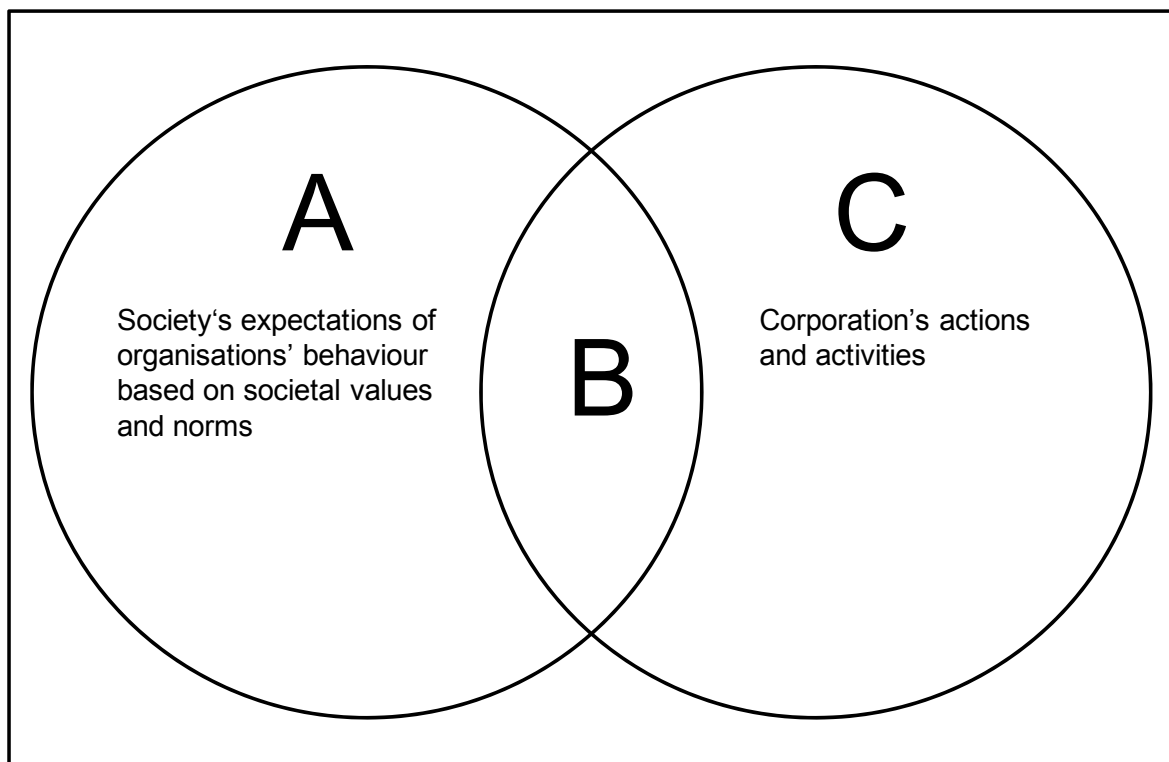 A
Society‘s expectations of
organisations’ behaviour
based on societal values
and norms
B
C
Corporation’s actions
and activities